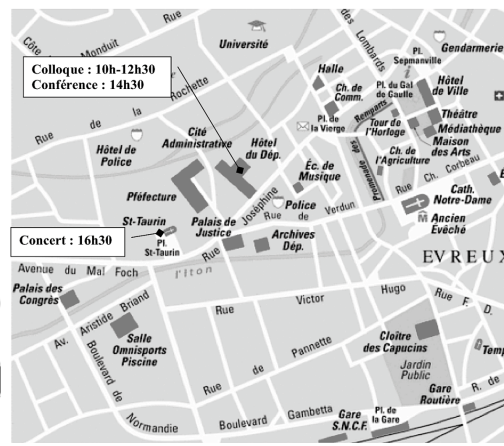 Côte
Monduit
Rue
Université
des Lombards
Pl.
Sepmanville
Gendarmerie
Colloque : 10h-12h30
Conférence : 14h30
Halle
Ch. de
Comm.
Pl. du Gal
de Gaulle
Hôtel
de Ville
Rue de la Rochette
Remparts
Tour de
l'Horloge
Théâtre
Médiathèque
Maison
des Arts
Pl. de
la Vierge
Cité
Administrative
Hôtel
du Dép.
Hôtel de
Police
Éc. de
Musique
Promenade des
Ch. de
l'Agriculture
Rue Ch. Corbeau
Préfecture
Joséphine
Police
Rue de Verdun
Cath.
Notre-Dame
St-Taurin
Palais de
Justice
Ancien
Evêché
Concert : 16h30
Pl.
St-Taurin
Rue
Archives
Dép.
EVREUX
Avenue du Mal Foch
l'Iton
Palais des
Congrès
Av. Aristide Briand
Rue Victor Hugo
Rue F. D.
Salle
Omnisports
Piscine
Cloître
des Capucins
Temp
Rue de Pannette
Jardin
Public
Boulevard de Normandie
Gare
Routière
R. de
Boulevard Gambetta
Gare
S.N.C.F.
Pl. de
la Gare